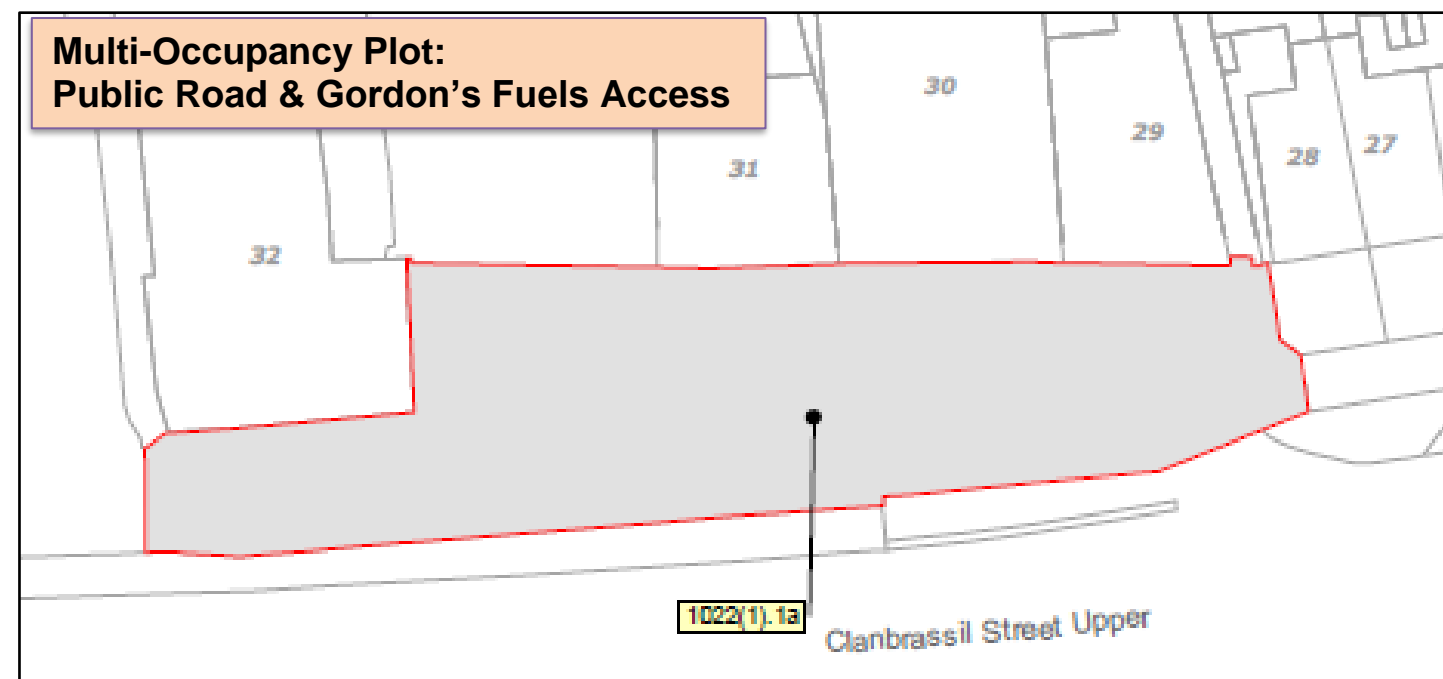 Multi-Occupancy Plot:
Public Road & Gordon's Fuels Access
30
29
31
28
27
32
1022(1).1a
Clanbrassil Street Upper